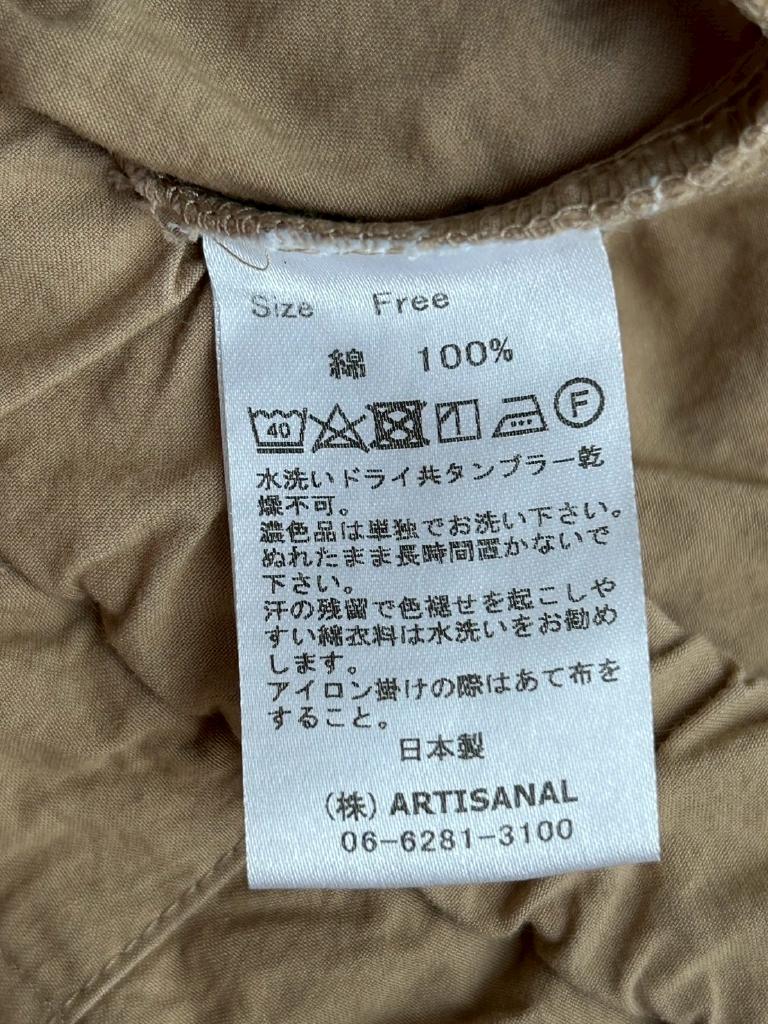 Size Free
綿 100%
40 F
水洗いドライ共タンブラー乾
燥不可。
濃色品は単独でお洗い下さい。
ぬれたまま長時間置かないで
下さい。
汗の残留で色褪せを起こしや
すい綿衣料は水洗いをお勧め
します。
アイロン掛けの際はあて布を
すること。
日本製
(株) ARTISANAL
06-6281-3100